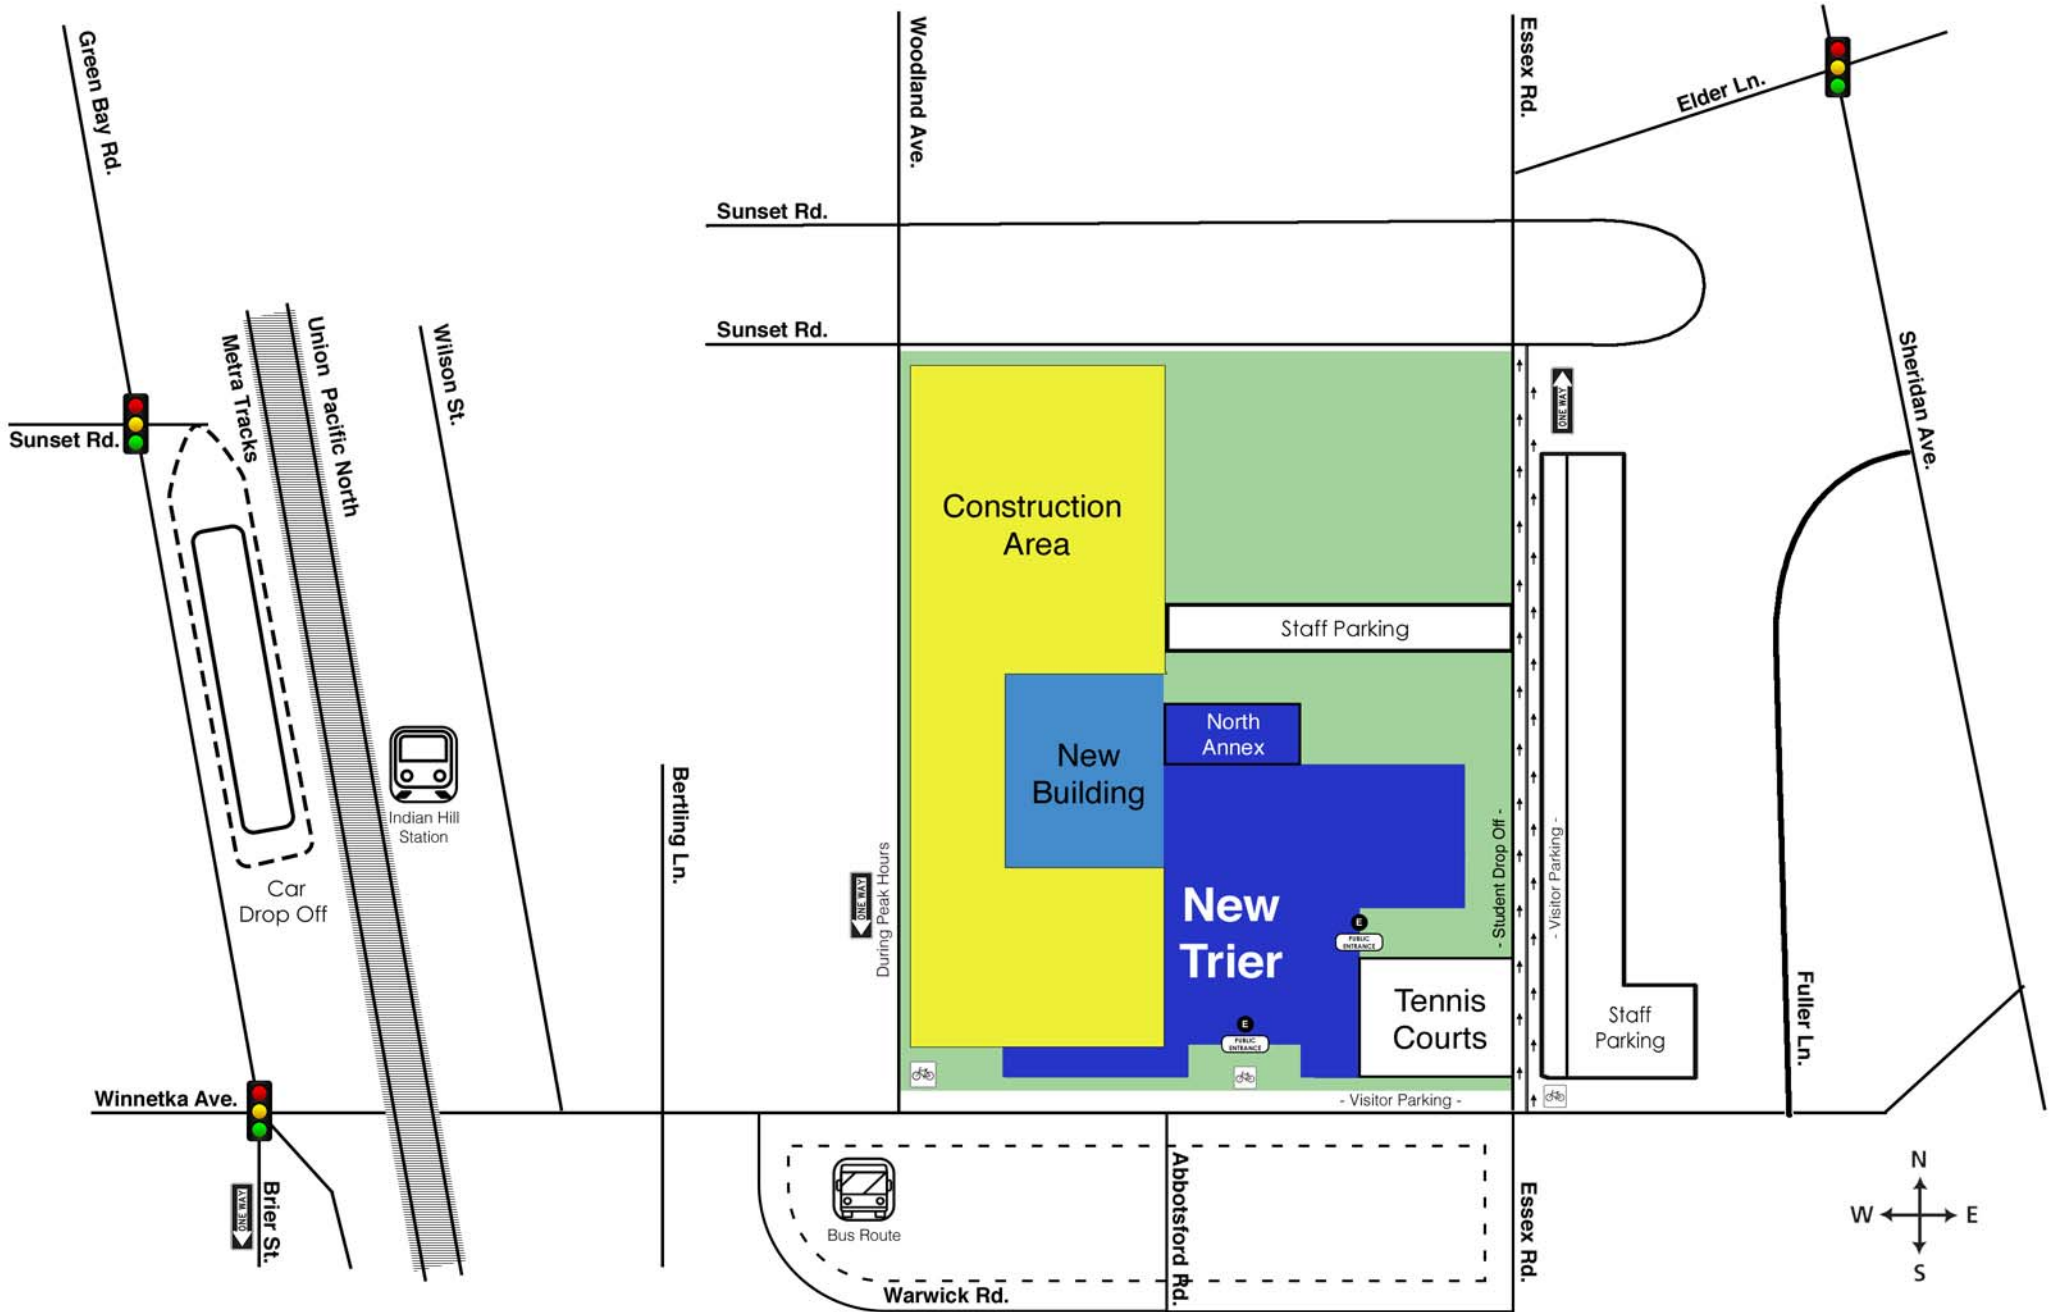 Green Bay Rd.
Woodland Ave.
Essex Rd.
Elder Ln.
Sunset Rd.
Sunset Rd.
Metra Tracks
Union Pacific North
Wilson St.
Sheridan Ave.
ONE WAY
Sunset Rd.
Construction
Area
Staff Parking
North
Annex
New
Building
Indian Hill
Station
Bertling Ln.
Car
Drop Off
ONE WAY
During Peak Hours
New
Trier
E
PUBLIC
ENTRANCE
- Student Drop Off -
- Visitor Parking -
Tennis
Courts
E
PUBLIC
ENTRANCE
Staff
Parking
Fuller Ln.
Winnetka Ave.
- Visitor Parking -
ONE WAY
Brier St.
Bus Route
Abbotsford Rd.
Essex Rd.
Warwick Rd.
N
W E
S